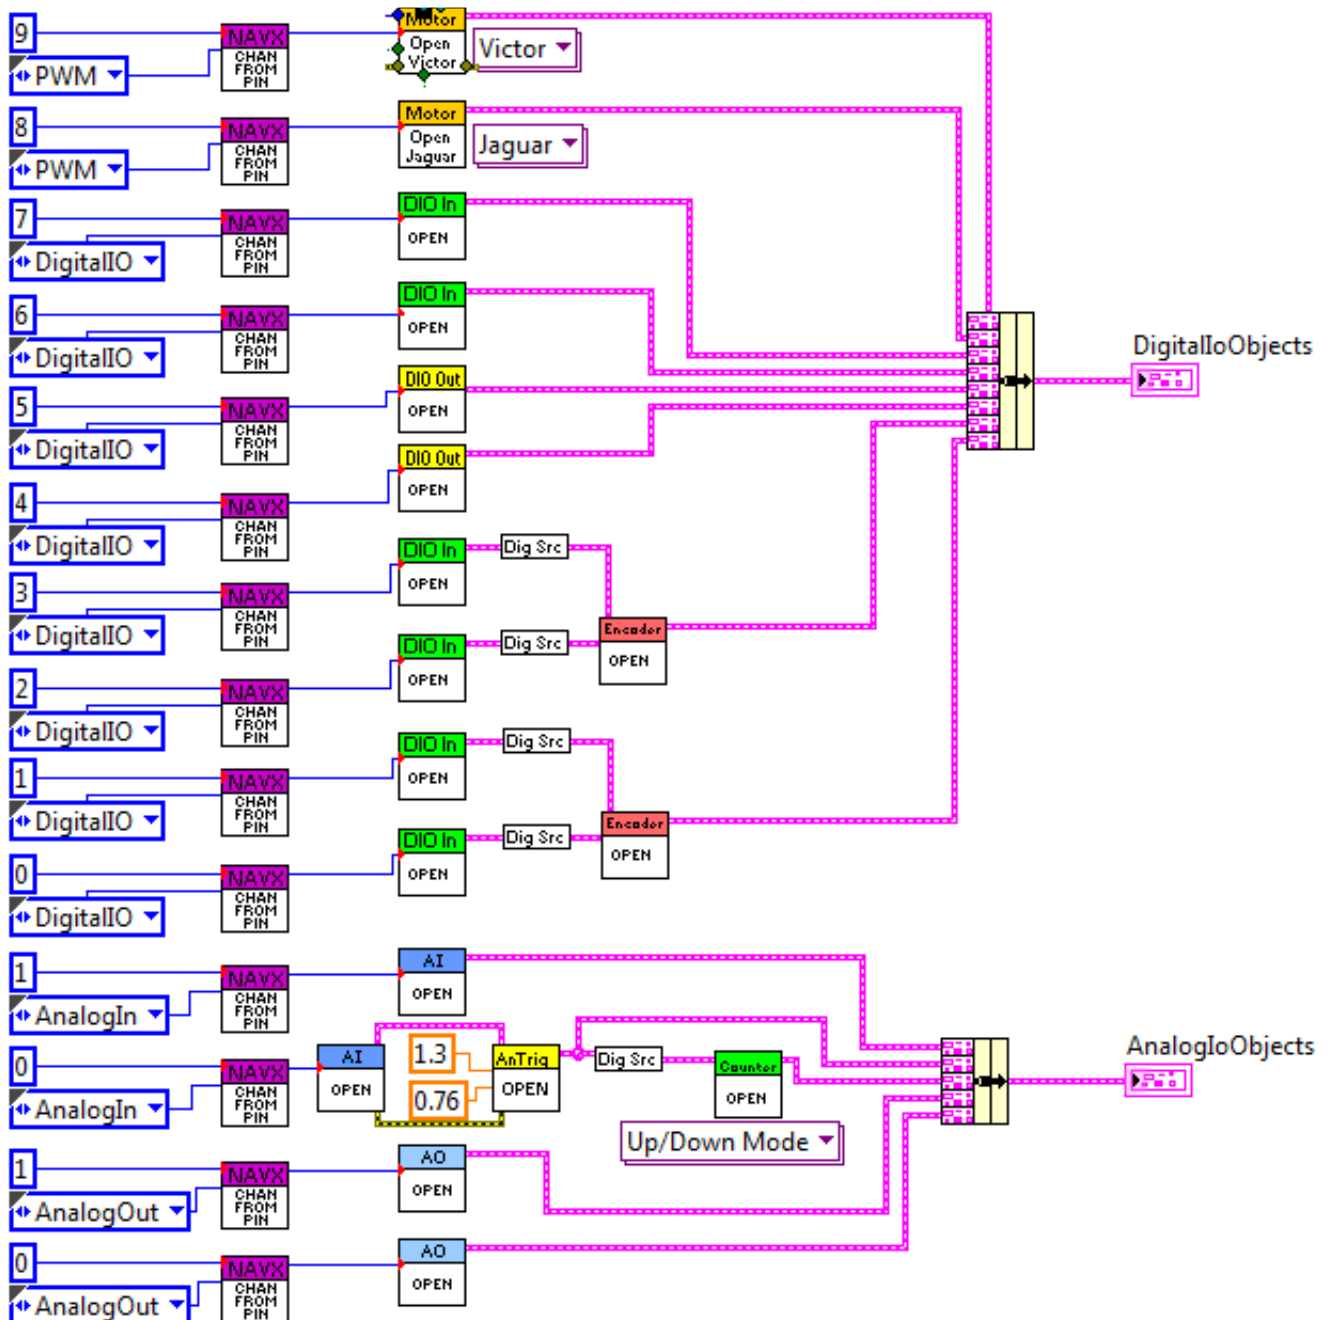 9
NAVX
CHAN
FROM
PIN
PWM
Motor
Open
Victor
Victor
8
NAVX
CHAN
FROM
PIN
PWM
Motor
Open
Jaguar
Jaguar
7
NAVX
CHAN
FROM
PIN
DigitalIO
DIO In
OPEN
6
NAVX
CHAN
FROM
PIN
DigitalIO
DIO In
OPEN
DigitalIoObjects
5
NAVX
CHAN
FROM
PIN
DigitalIO
DIO Out
OPEN
4
NAVX
CHAN
FROM
PIN
DigitalIO
DIO Out
OPEN
3
NAVX
CHAN
FROM
PIN
DigitalIO
DIO In
OPEN
Dig Src
2
NAVX
CHAN
FROM
PIN
DigitalIO
DIO In
OPEN
Dig Src
Encoder
OPEN
1
NAVX
CHAN
FROM
PIN
DigitalIO
DIO In
OPEN
Dig Src
0
NAVX
CHAN
FROM
PIN
DigitalIO
DIO In
OPEN
Dig Src
Encoder
OPEN
1
NAVX
CHAN
FROM
PIN
AnalogIn
AI
OPEN
0
NAVX
CHAN
FROM
PIN
AnalogIn
AI
OPEN
1.3
0.76
AnTrig
OPEN
Dig Src
Counter
OPEN
Up/Down Mode
AnalogIoObjects
1
NAVX
CHAN
FROM
PIN
AnalogOut
AO
OPEN
0
NAVX
CHAN
FROM
PIN
AnalogOut
AO
OPEN